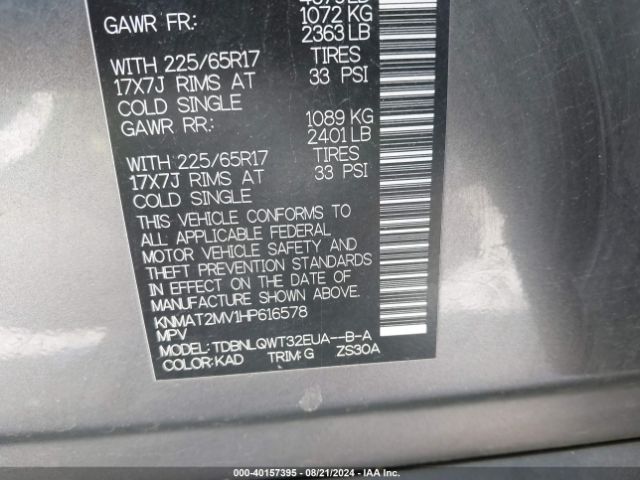 GAWR FR: 1072 KG
2363 LB
WITH 225/65R17 TIRES
17X7J RIMS AT 33 PSI
COLD SINGLE
GAWR RR: 1089 KG
2401 LB
WITH 225/65R17 TIRES
17X7J RIMS AT 33 PSI
COLD SINGLE
THIS VEHICLE CONFORMS TO
ALL APPLICABLE FEDERAL
MOTOR VEHICLE SAFETY AND
THEFT PREVENTION STANDARDS
IN EFFECT ON THE DATE OF
MANUFACTURE SHOWN ABOVE.
KNMAT2MV1HP616578
MPV
MODEL: TDBNLQWT32EUA--B-A
COLOR: KAD TRIM: G ZS30A
000-40157395 - 08/21/2024 - IAA Inc.